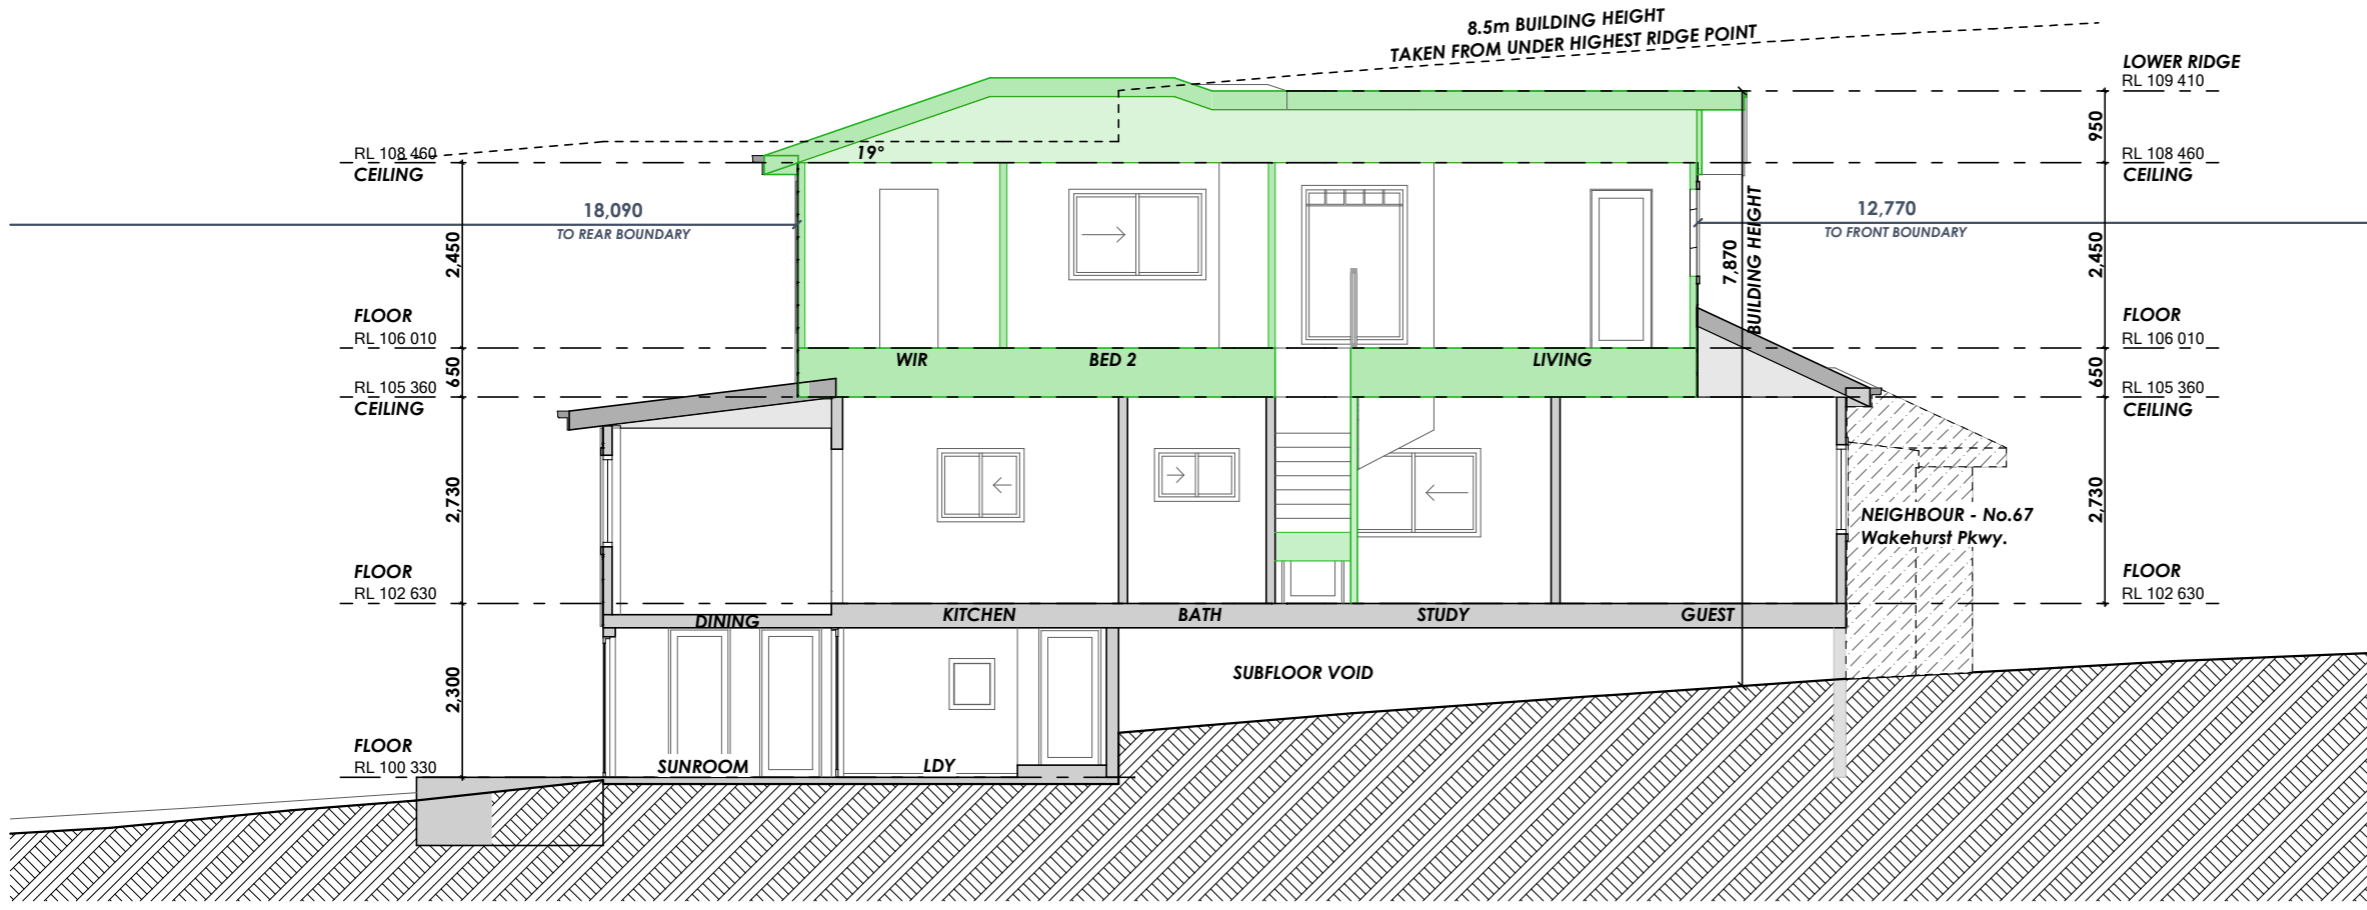 8.5m BUILDING HEIGHT
TAKEN FROM UNDER HIGHEST RIDGE POINT
LOWER RIDGE
RL 109 410
950
RL 108 460
CEILING
19°
RL 108 460
CEILING
18,090
TO REAR BOUNDARY
12,770
TO FRONT BOUNDARY
2,450
7,870
BUILDING HEIGHT
2,450
FLOOR
RL 106 010
FLOOR
RL 106 010
WIR
BED 2
LIVING
650
650
RL 105 360
CEILING
RL 105 360
CEILING
2,730
2,730
NEIGHBOUR - No.67
Wakehurst Pkwy.
FLOOR
RL 102 630
FLOOR
RL 102 630
DINING
KITCHEN
BATH
STUDY
GUEST
SUBFLOOR VOID
2,300
FLOOR
RL 100 330
SUNROOM
LDY